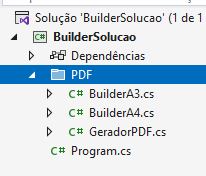 Solução 'BuilderSolucao' (1 de 1
BuilderSolucao
Dependências
PDF
BuilderA3.cs
BuilderA4.cs
GeradorPDF.cs
Program.cs